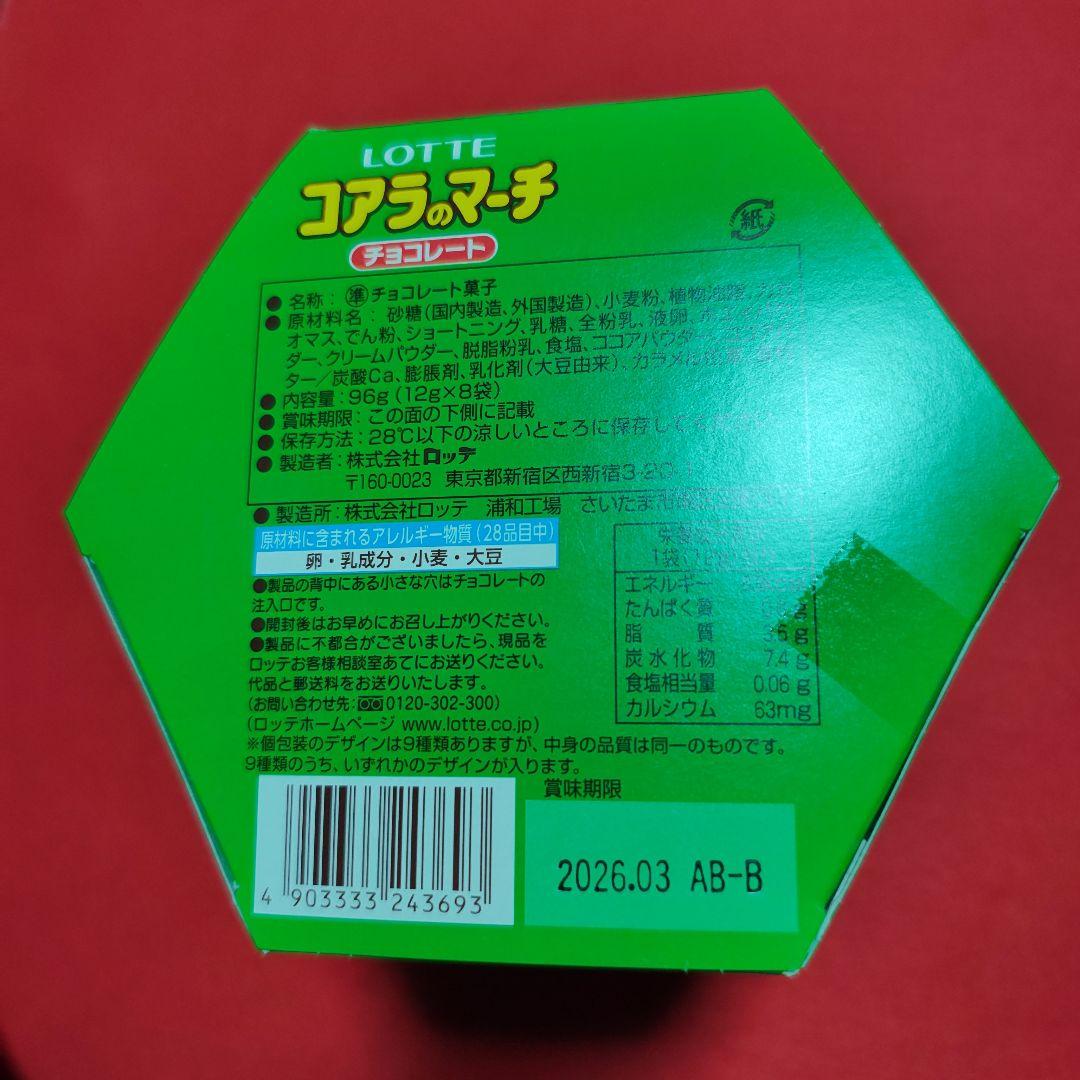 LOTTE
コアラのマーチ
チョコレート
紙
●名称：準チョコレート菓子
●原材料名：砂糖(国内製造、外国製造)、小麦粉、植物油脂、カカ
オマス、でん粉、ショートニング、乳糖、全粉乳、液卵、
ダー、クリームパウダー、脱脂粉乳、食塩、ココアパウダー、
ター／炭酸Ca、膨脹剤、乳化剤(大豆由来)、カラメル
●内容量：96g(12g×8袋)
●賞味期限：この面の下側に記載
●保存方法：28℃以下の涼しいところに保存して
●製造者：株式会社ロッテ
〒160-0023 東京都新宿区西新宿3-20-1
●製造所：株式会社ロッテ 浦和工場 さいたま市
原材料に含まれるアレルギー物質(28品目中)
卵・乳成分・小麦・大豆
●製品の背中にある小さな穴はチョコレートの
注入口です。
●開封後はお早めにお召し上がりください。
●製品に不都合がございましたら、現品を
ロッテお客様相談室あてにお送りください。
代品と郵送料をお送りいたします。
(お問い合わせ先：0120-302-300)
(ロッテホームページ www.lotte.co.jp)
※個包装のデザインは9種類ありますが、中身の品質は同一のものです。
9種類のうち、いずれかのデザインが入ります。
1袋
エネルギー
たんぱく質
脂質 3.6g
炭水化物 7.4g
食塩相当量 0.06g
カルシウム 63mg
賞味期限
2026.03 AB-B
4 903333 243693